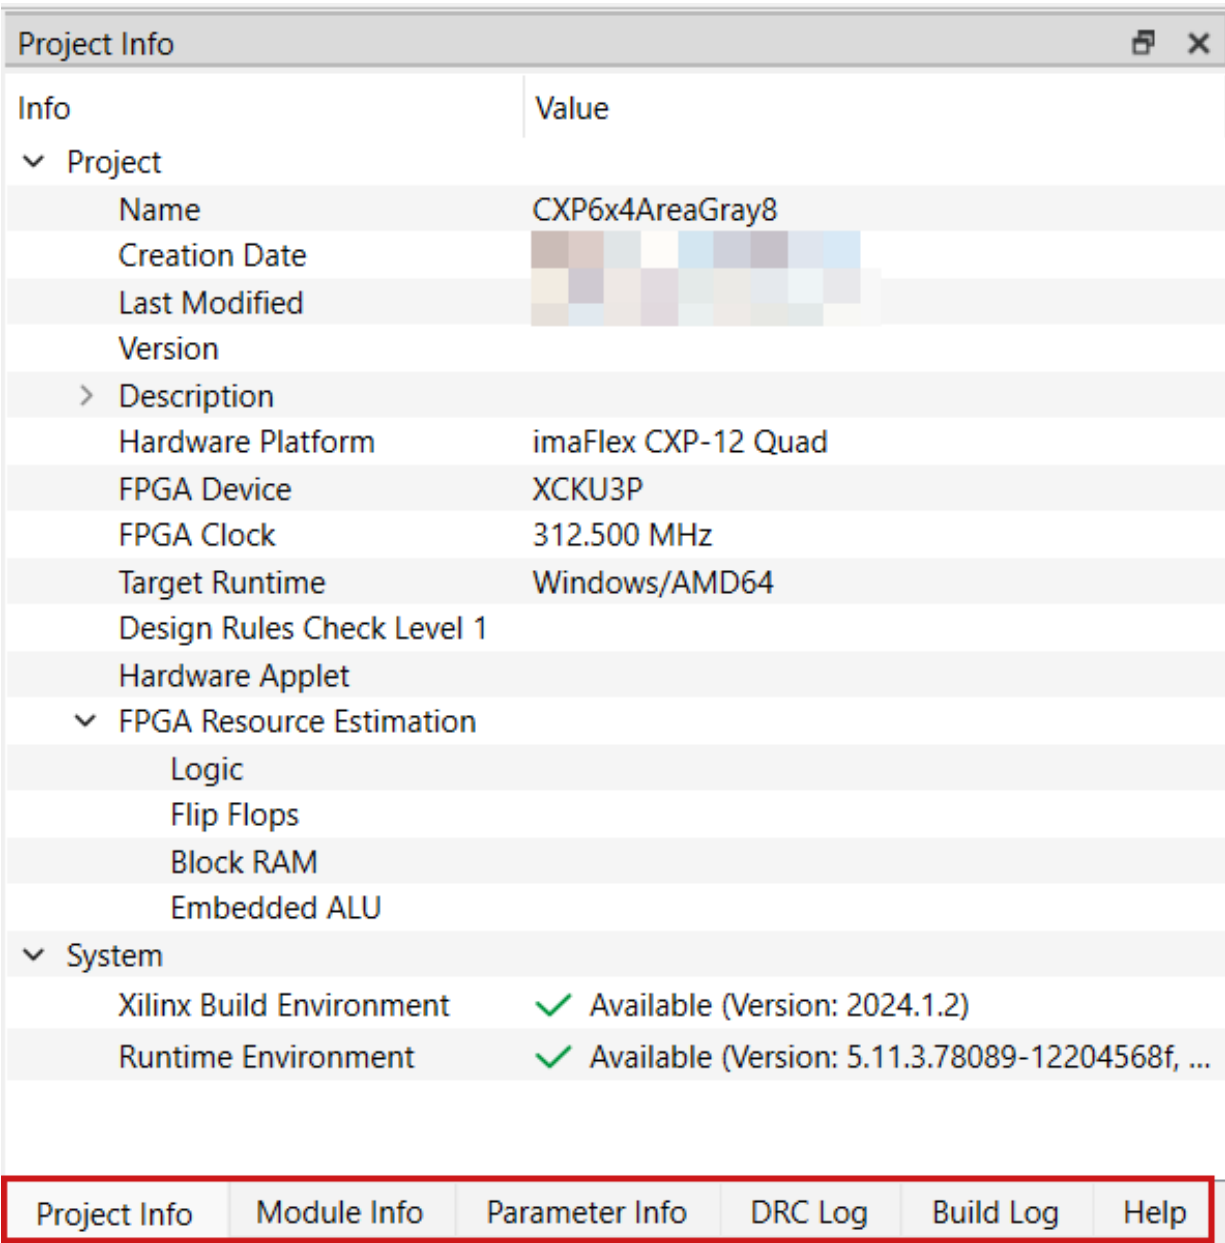 Project Info
Info Value
Project
Name CXP6x4AreaGray8
Creation Date
Last Modified
Version
Description
Hardware Platform imaFlex CXP-12 Quad
FPGA Device XCKU3P
FPGA Clock 312.500 MHz
Target Runtime Windows/AMD64
Design Rules Check Level 1
Hardware Applet
FPGA Resource Estimation
Logic
Flip Flops
Block RAM
Embedded ALU
System
Xilinx Build Environment Available (Version: 2024.1.2)
Runtime Environment Available (Version: 5.11.3.78089-12204568f, ...
Project Info Module Info Parameter Info DRC Log Build Log Help